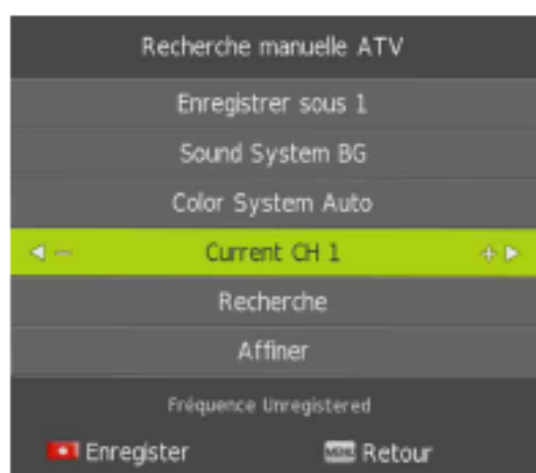 Recherche manuelle ATV
Enregistrer sous 1
Sound System BG
Color System Auto
Current CH 1
Recherche
Affiner
Fréquence Unregistered
Enregister MENU Retour